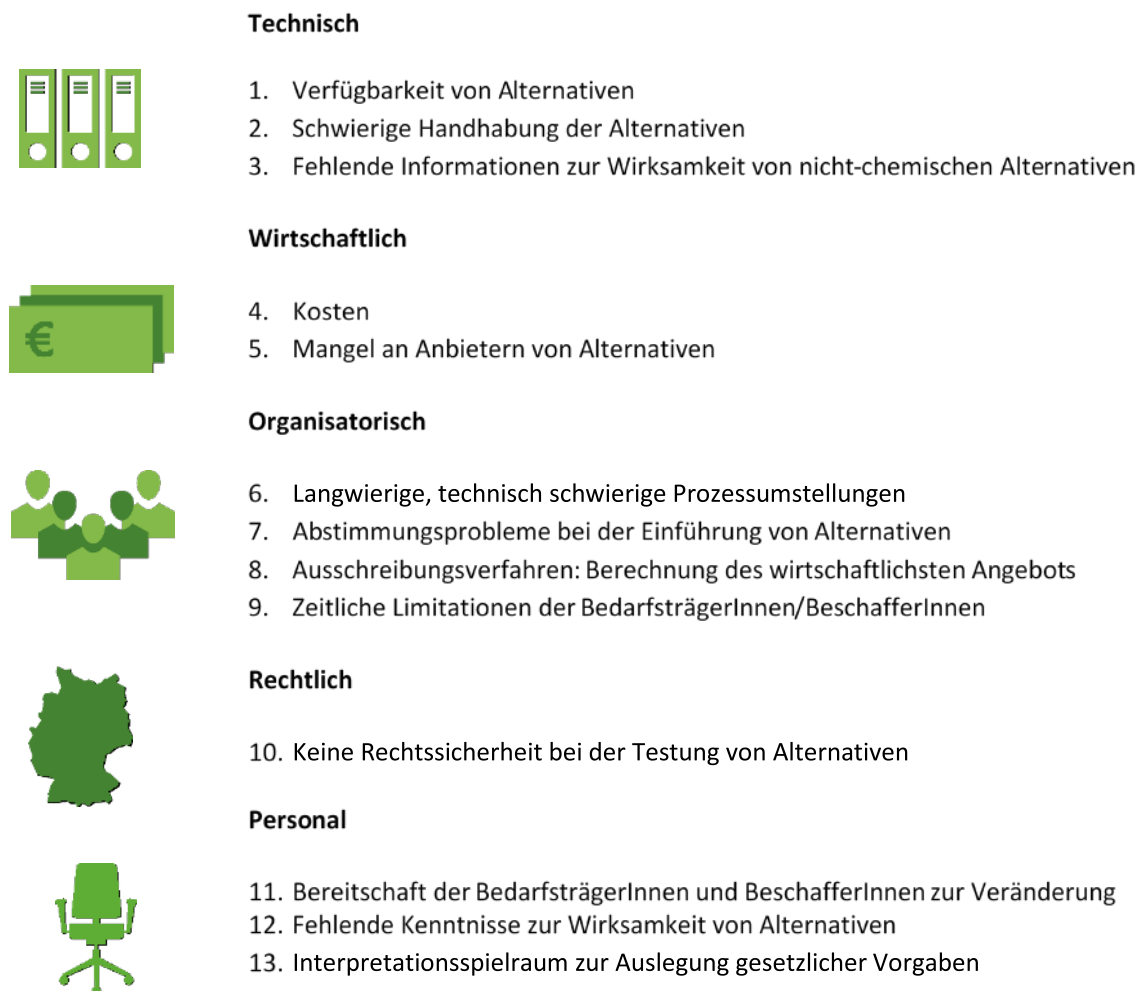 Technisch
1. Verfügbarkeit von Alternativen
2. Schwierige Handhabung der Alternativen
3. Fehlende Informationen zur Wirksamkeit von nicht-chemischen Alternativen
Wirtschaftlich
€
4. Kosten
5. Mangel an Anbietern von Alternativen
Organisatorisch
6. Langwierige, technisch schwierige Prozessumstellungen
7. Abstimmungsprobleme bei der Einführung von Alternativen
8. Ausschreibungsverfahren: Berechnung des wirtschaftlichsten Angebots
9. Zeitliche Limitationen der BedarfsträgerInnen/BeschafferInnen
Rechtlich
10. Keine Rechtssicherheit bei der Testung von Alternativen
Personal
11. Bereitschaft der BedarfsträgerInnen und BeschafferInnen zur Veränderung
12. Fehlende Kenntnisse zur Wirksamkeit von Alternativen
13. Interpretationsspielraum zur Auslegung gesetzlicher Vorgaben